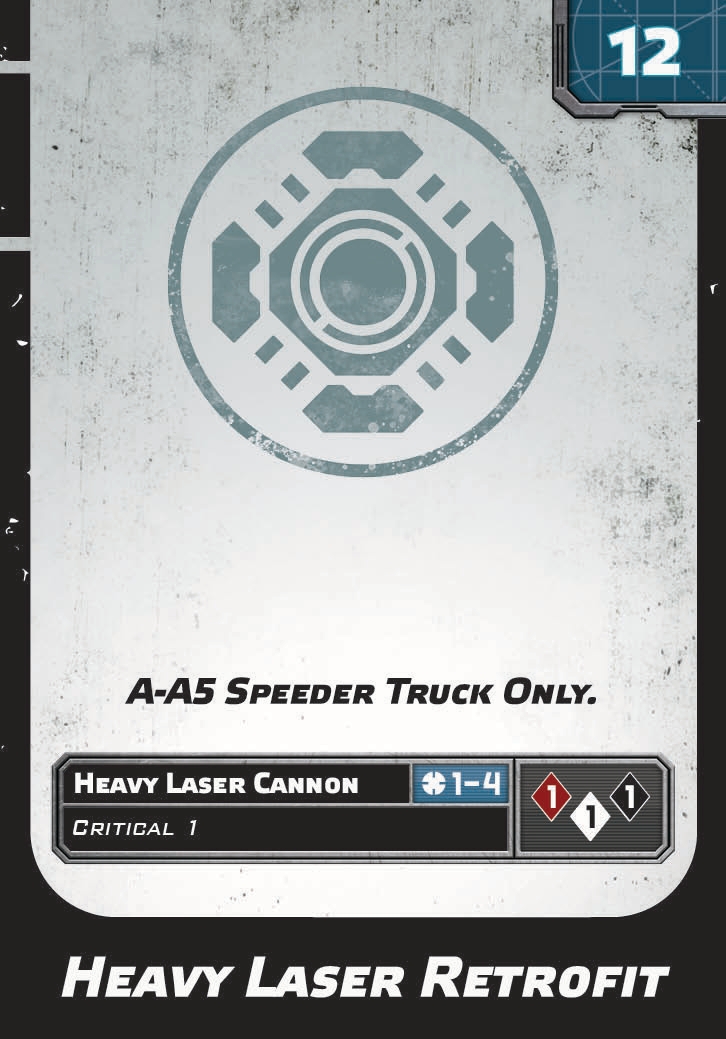 12
A-A5 Speeder Truck Only.
Heavy Laser Cannon 1–4
Critical 1
1 1 1
Heavy Laser Retrofit